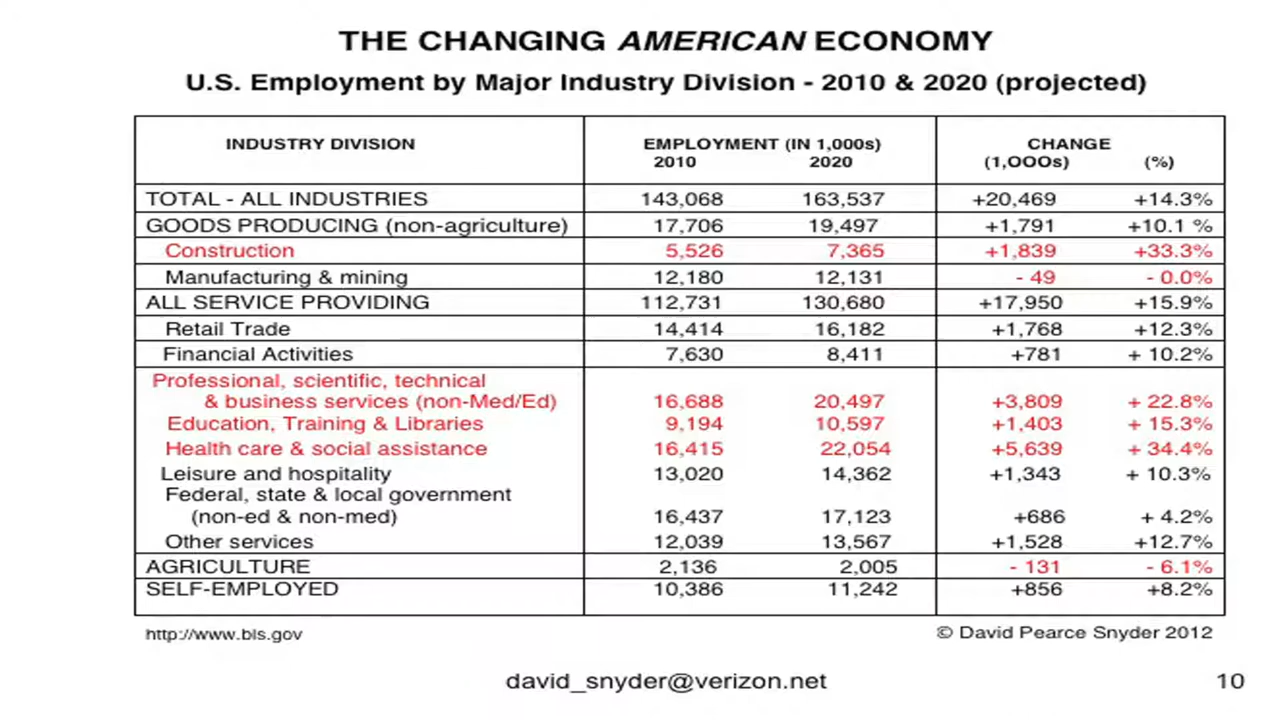 THE CHANGING AMERICAN ECONOMY
U.S. Employment by Major Industry Division - 2010 & 2020 (projected)
INDUSTRY DIVISION EMPLOYMENT (IN 1,000s) CHANGE
2010 2020 (1,OOOs) (%)
TOTAL - ALL INDUSTRIES 143,068 163,537 +20,469 +14.3%
GOODS PRODUCING (non-agriculture) 17,706 19,497 +1,791 +10.1 %
Construction 5,526 7,365 +1,839 +33.3%
Manufacturing & mining 12,180 12,131 - 49 - 0.0%
ALL SERVICE PROVIDING 112,731 130,680 +17,950 +15.9%
Retail Trade 14,414 16,182 +1,768 +12.3%
Financial Activities 7,630 8,411 +781 + 10.2%
Professional, scientific, technical
& business services (non-Med/Ed) 16,688 20,497 +3,809 + 22.8%
Education, Training & Libraries 9,194 10,597 +1,403 + 15.3%
Health care & social assistance 16,415 22,054 +5,639 + 34.4%
Leisure and hospitality 13,020 14,362 +1,343 + 10.3%
Federal, state & local government
(non-ed & non-med) 16,437 17,123 +686 + 4.2%
Other services 12,039 13,567 +1,528 +12.7%
AGRICULTURE 2,136 2,005 - 131 - 6.1%
SELF-EMPLOYED 10,386 11,242 +856 +8.2%
http://www.bls.gov © David Pearce Snyder 2012
david_snyder@verizon.net 10